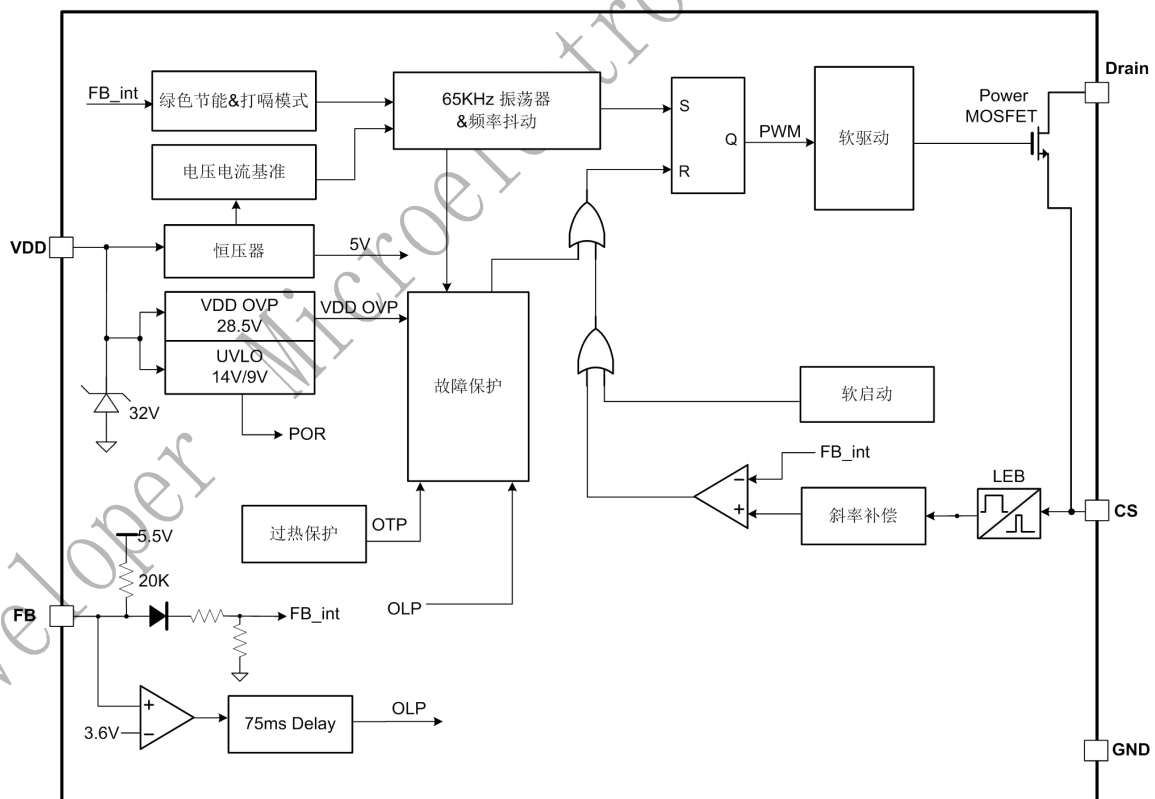 Drain
FB_int
绿色节能&打嗝模式
65KHz 振荡器
&频率抖动
Power
MOSFET
S
Q
R
PWM
软驱动
电压电流基准
VDD
恒压器
5V
VDD OVP
28.5V
VDD OVP
UVLO
14V/9V
故障保护
32V
POR
软启动
FB_int
LEB
斜率补偿
CS
过热保护
OTP
5.5V
20K
FB
FB_int
OLP
3.6V
75ms Delay
OLP
GND
+
−
+
−
veloper Microelectro